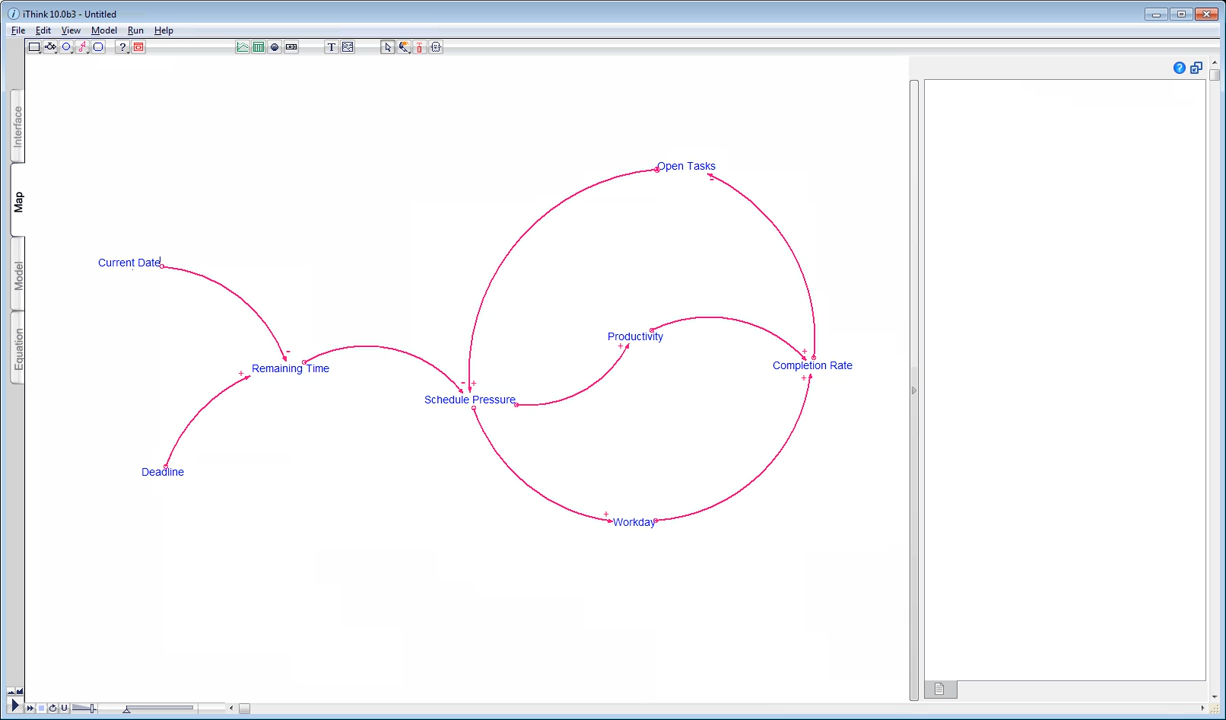 iThink 10.0b3 - Untitled
File Edit View Model Run Help
Interface
Map
Model
Equation
Open Tasks
-
Current Date
-
Productivity
+
+
Completion Rate
+
Remaining Time
+
- +
Schedule Pressure
Deadline
+
Workday